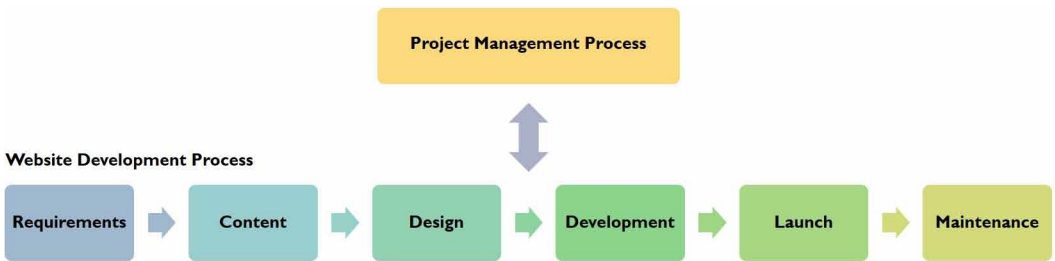 Project Management Process
Website Development Process
Requirements
Content
Design
Development
Launch
Maintenance